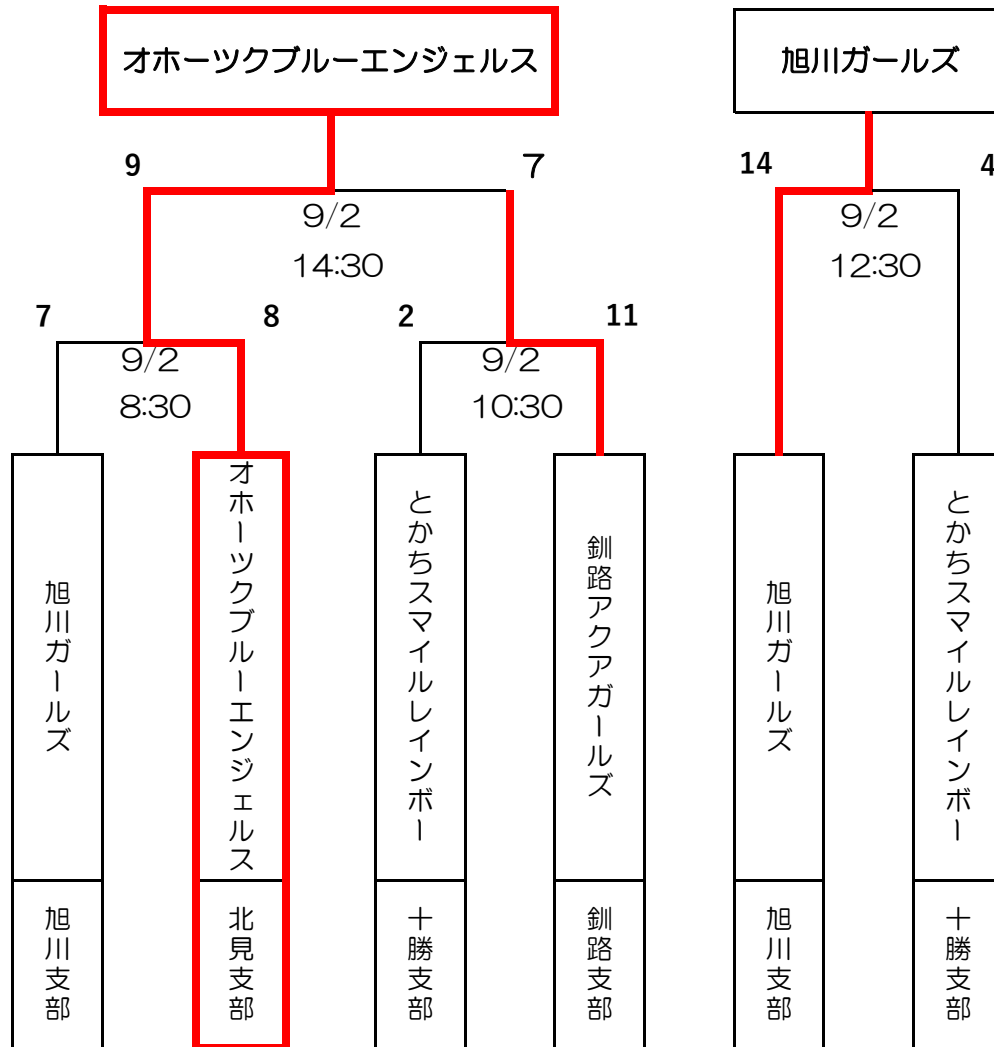 オホーツクブルーエンジェルス
旭川ガールズ
9
7
14
4
9/2
14:30
9/2
12:30
7
8
2
11
9/2
8:30
9/2
10:30
旭川ガールズ
オホーツクブルーエンジェルス
とかちスマイルレインボー
釧路アクアガールズ
旭川ガールズ
とかちスマイルレインボー
旭川支部
北見支部
十勝支部
釧路支部
旭川支部
十勝支部